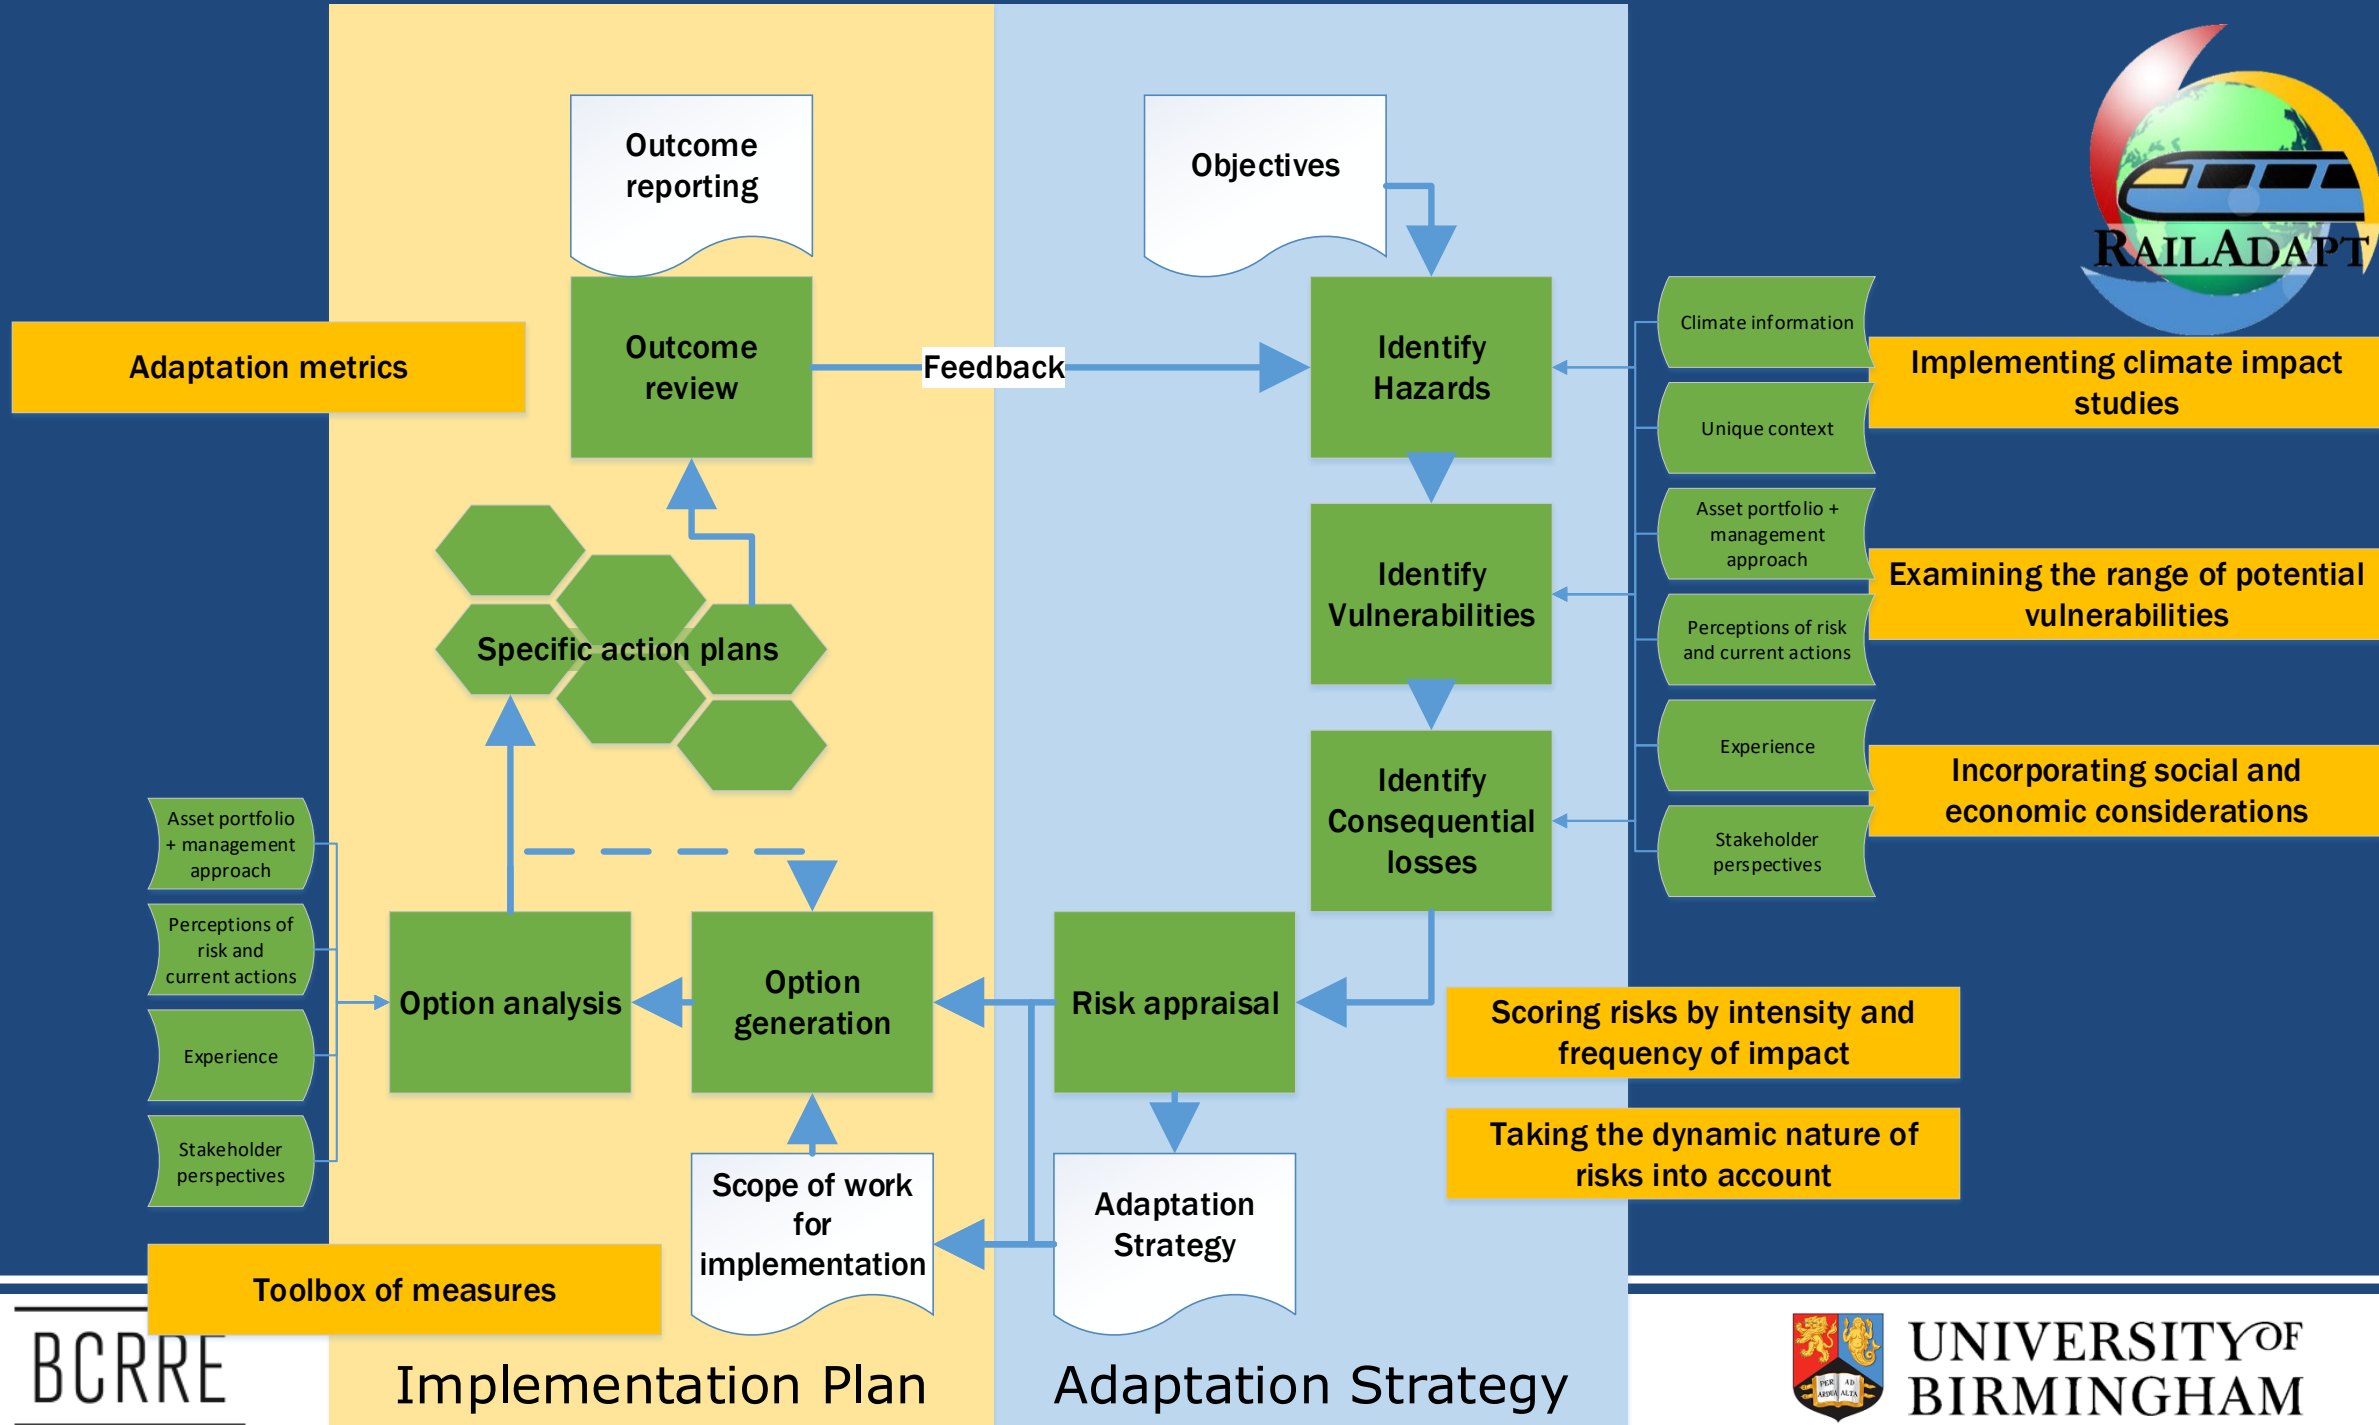 Outcome
reporting
Objectives
RAILADAPT
Adaptation metrics
Outcome
review
Feedback
Identify
Hazards
Climate information
Implementing climate impact
studies
Unique context
Specific action plans
Identify
Vulnerabilities
Asset portfolio +
management
approach
Examining the range of potential
vulnerabilities
Perceptions of risk
and current actions
Identify
Consequential
losses
Experience
Incorporating social and
economic considerations
Stakeholder
perspectives
Asset portfolio
+ management
approach
Perceptions of
risk and
current actions
Experience
Stakeholder
perspectives
Option analysis
Option
generation
Risk appraisal
Scoring risks by intensity and
frequency of impact
Taking the dynamic nature of
risks into account
Scope of work
for
implementation
Adaptation
Strategy
Toolbox of measures
BCRRE
Implementation Plan
Adaptation Strategy
PER AD
ARDUA ALTA
UNIVERSITY OF
BIRMINGHAM